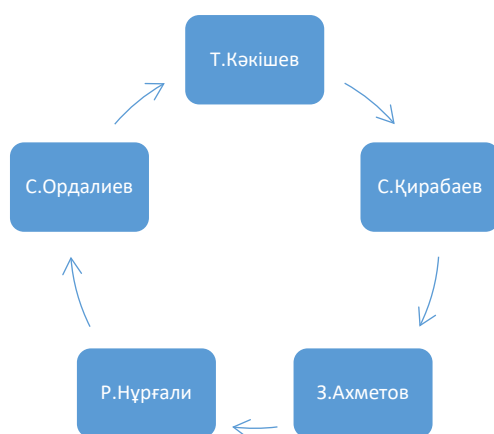 Т.Кәкішев
С.Қирабаев
З.Ахметов
Р.Нұрғали
С.Ордалиев